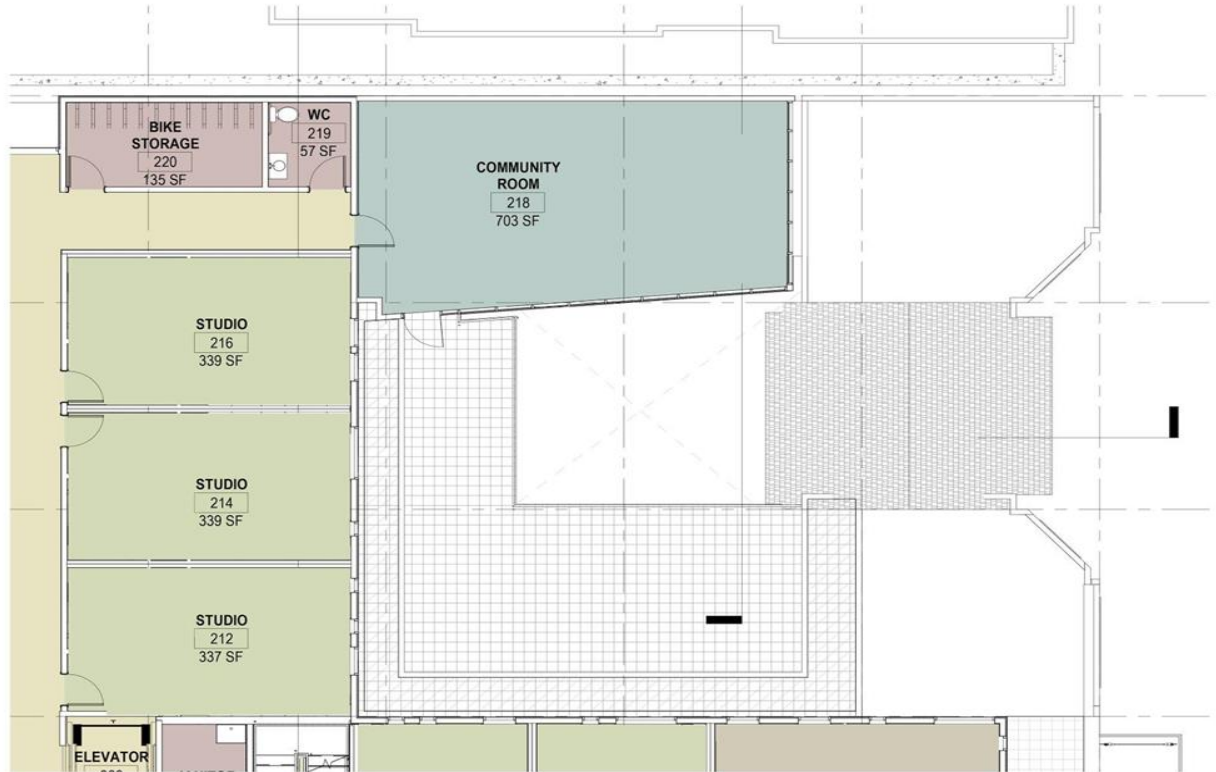 BIKE
STORAGE
220
135 SF
WC
219
57 SF
COMMUNITY
ROOM
218
703 SF
STUDIO
216
339 SF
STUDIO
214
339 SF
STUDIO
212
337 SF
ELEVATOR